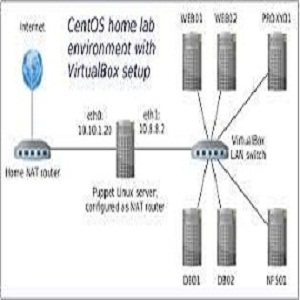 CentOS home lab
environment with
VirtualBox setup
Internet
WEB01
WEB02
PROXY01
eth0:
10.10.1.20
eth1:
10.8.8.2
VirtualBox
LAN switch
Home NAT router
Puppet Linux server,
configured as NAT router
DB01
DB02
NFS01